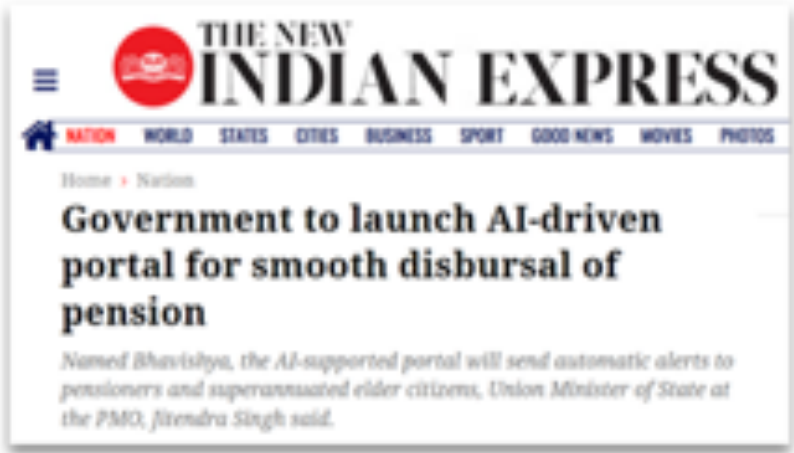 THE NEW
INDIAN EXPRESS
NATION WORLD STATES CITIES BUSINESS SPORT GOOD NEWS MOVIES PHOTOS
Home › Nation
Government to launch AI-driven
portal for smooth disbursal of
pension
Named Bhavishya, the AI-supported portal will send automatic alerts to
pensioners and superannuated elder citizens, Union Minister of State at
the PMO, Jitendra Singh said.